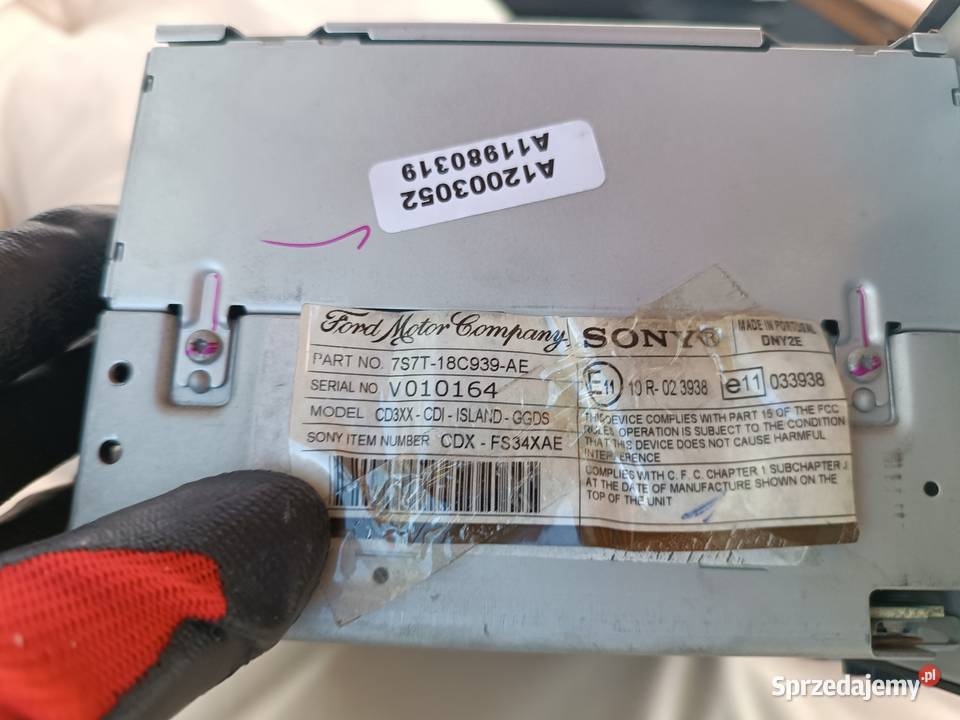 A12003052
A11980319
Ford Motor Company
PART NO. 7S7T-18C939-AE
SERIAL NO V010164
MODEL CD3XX - CDI - ISLAND - GGDS
SONY ITEM NUMBER CDX - FS34XAE
SONY®
MADE IN PORTUGAL
DNY2E
E11 10 R - 02 3938 e11 033938
THIS DEVICE COMPLIES WITH PART 15 OF THE FCC
RULES. OPERATION IS SUBJECT TO THE CONDITION
THAT THIS DEVICE DOES NOT CAUSE HARMFUL
INTERFERENCE
COMPLIES WITH C. F. C. CHAPTER 1 SUBCHAPTER J
AT THE DATE OF MANUFACTURE SHOWN ON THE
TOP OF THE UNIT
Sprzedajemy.pl